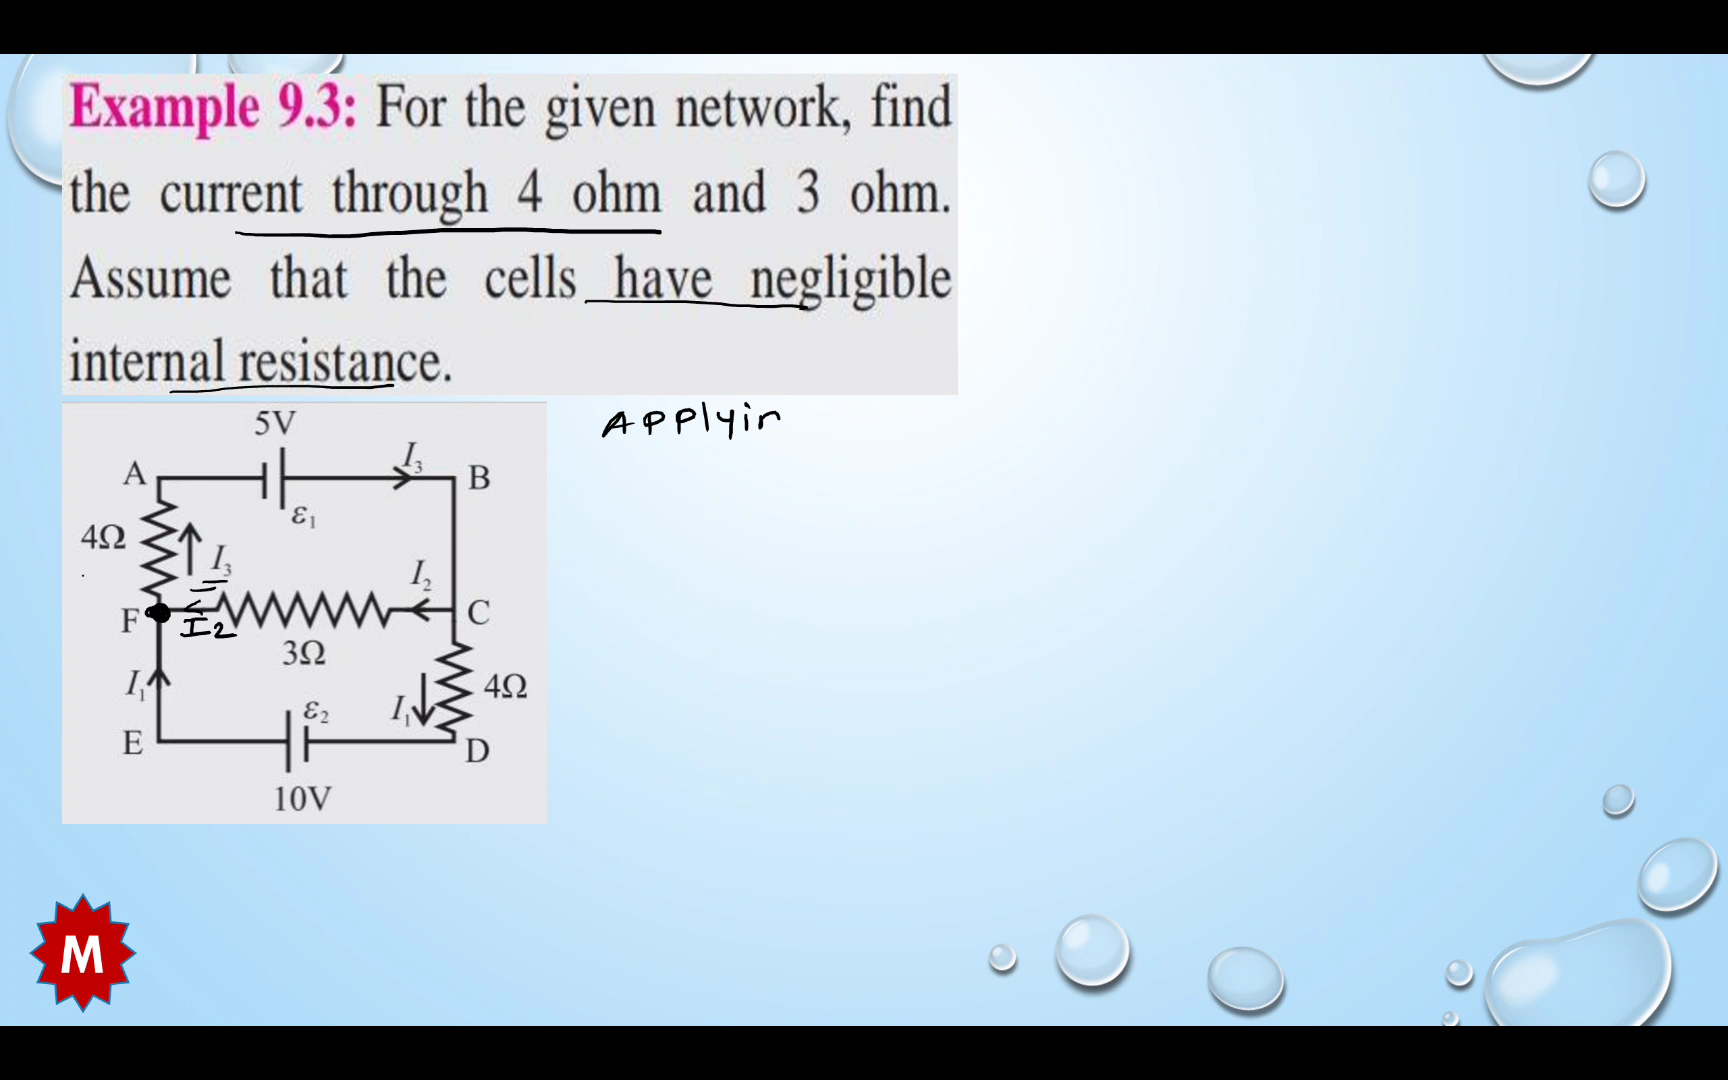 Example 9.3: For the given network, find
the current through 4 ohm and 3 ohm.
Assume that the cells have negligible
internal resistance.
APPlyin
5V
A
I₃
B
ε₁
4Ω
I₃
I₂
F
C
I₂
3Ω
I₁
4Ω
ε₂
I₁
E
D
10V
M